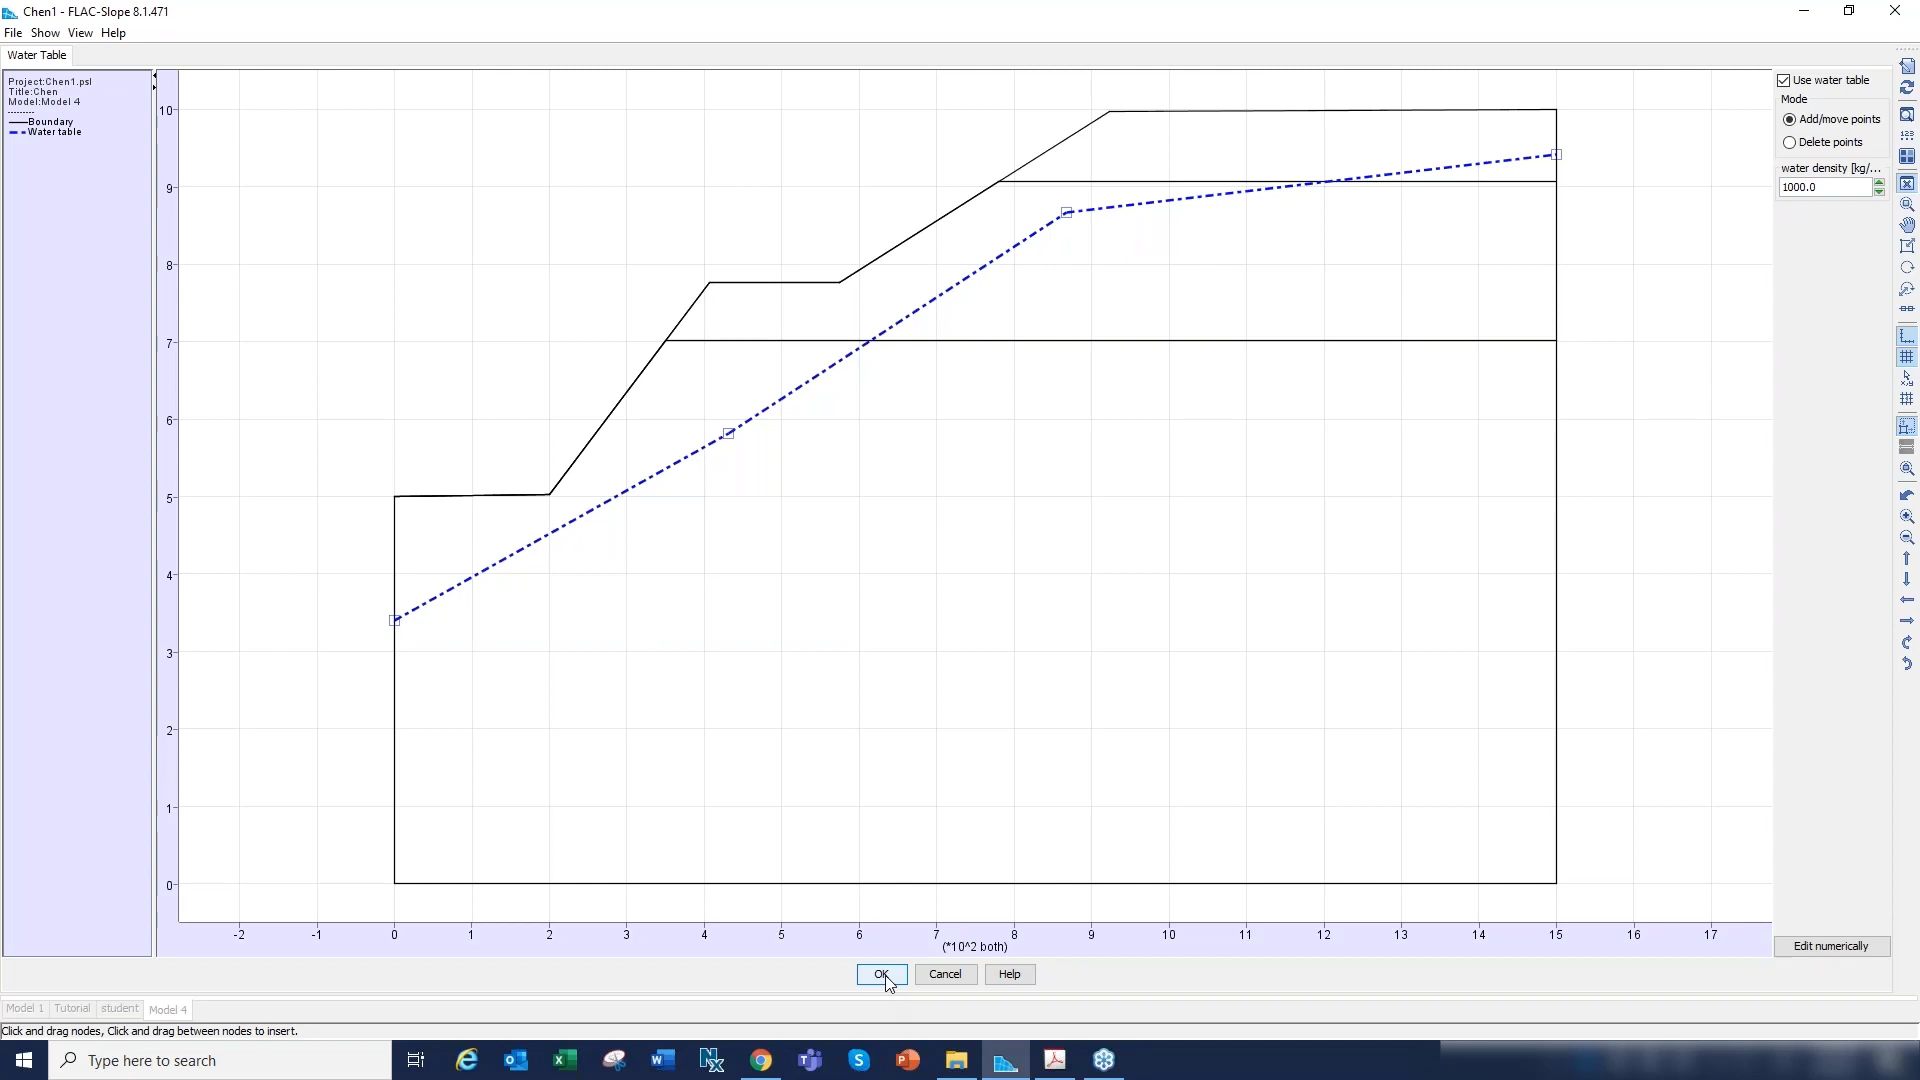 Chen1 - FLAC-Slope 8.1.471
File Show View Help
Water Table
Project:Chen1.psl
Title:Chen
Model:Model 4
Boundary
Water table
10
9
8
7
6
5
4
3
2
1
0
-2 -1 0 1 2 3 4 5 6 7 8 9 10 11 12 13 14 15 16 17
(*10^2 both)
Use water table
Mode
Add/move points
Delete points
water density [kg/...
1000.0
Edit numerically
OK Cancel Help
Model 1 Tutorial student Model 4
Click and drag nodes, Click and drag between nodes to insert.
Type here to search